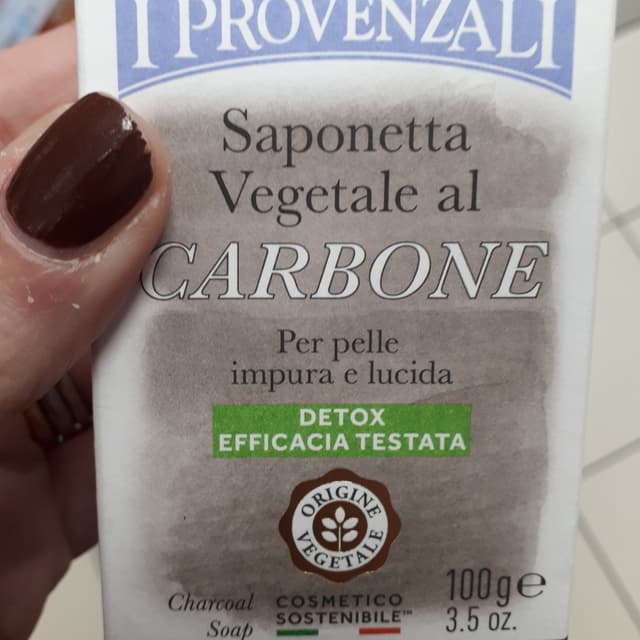 I PROVENZALI
Saponetta
Vegetale al
CARBONE
Per pelle
impura e lucida
DETOX
EFFICACIA TESTATA
ORIGINE
VEGETALE
Charcoal
Soap
COSMETICO
SOSTENIBILE™
100g℮
3.5 oz.